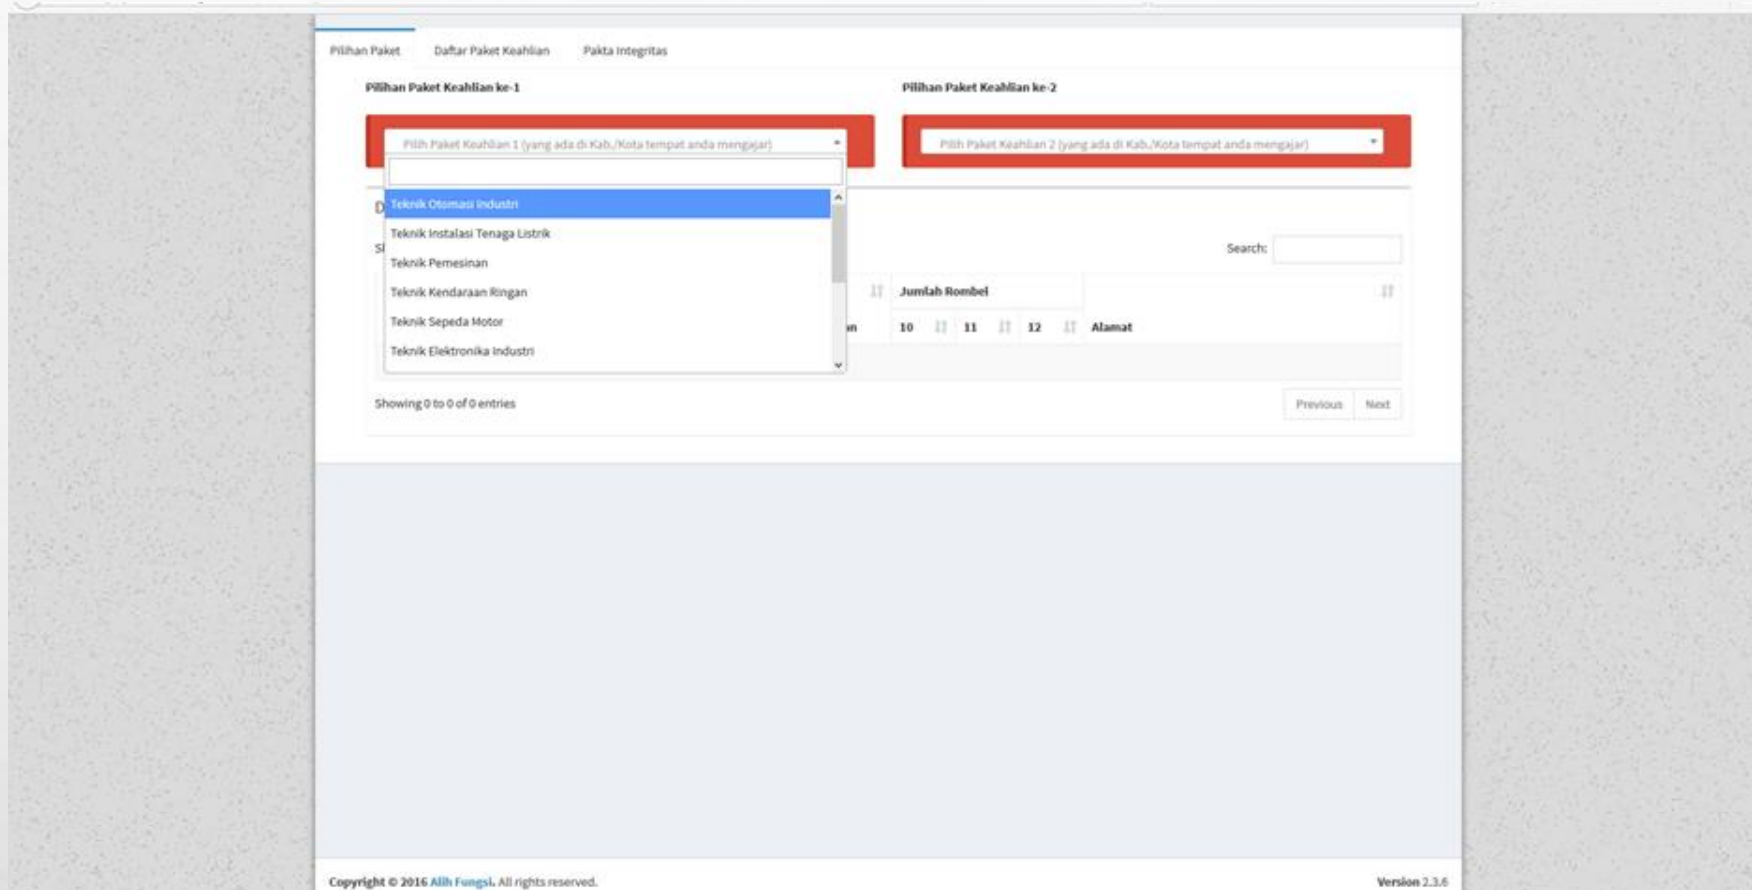 Pilihan Paket Daftar Paket Keahlian Pakta Integritas
Pilihan Paket Keahlian ke-1 Pilihan Paket Keahlian ke-2
Pilih Paket Keahlian 1 (yang ada di Kab./Kota tempat anda mengajar) Pilih Paket Keahlian 2 (yang ada di Kab./Kota tempat anda mengajar)
D Teknik Otomasi Industri
Teknik Instalasi Tenaga Listrik
Search:
Teknik Pemesinan
Teknik Kendaraan Ringan Jumlah Rombel
Teknik Sepeda Motor an 10 11 12 Alamat
Teknik Elektronika Industri
Showing 0 to 0 of 0 entries Previous Next
Copyright © 2016 Alih Fungsi. All rights reserved. Version 2.3.6